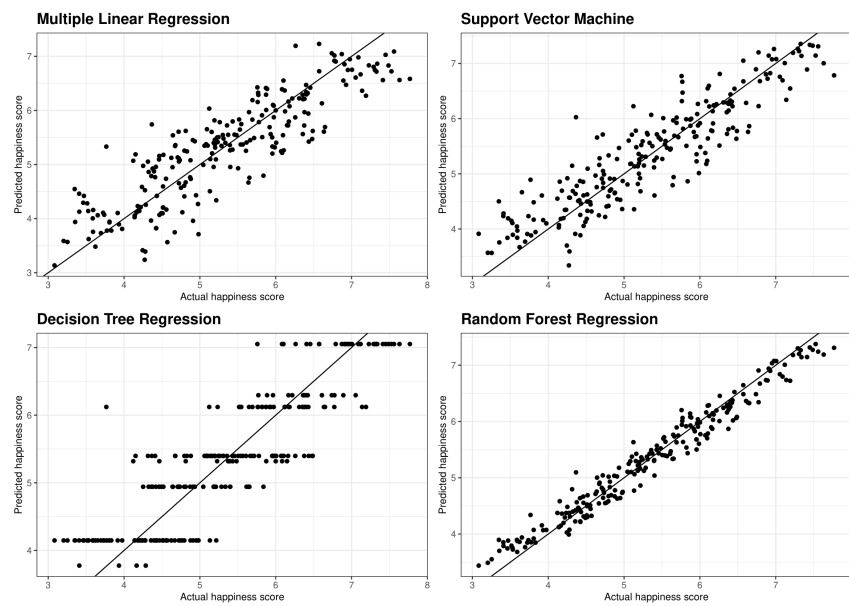 Multiple Linear Regression
Predicted happiness score
7
6
5
4
3
3 4 5 6 7 8
Actual happiness score
Support Vector Machine
Predicted happiness score
7
6
5
4
3 4 5 6 7
Actual happiness score
Decision Tree Regression
Predicted happiness score
7
6
5
4
3 4 5 6 7 8
Actual happiness score
Random Forest Regression
Predicted happiness score
7
6
5
4
3 4 5 6 7
Actual happiness score